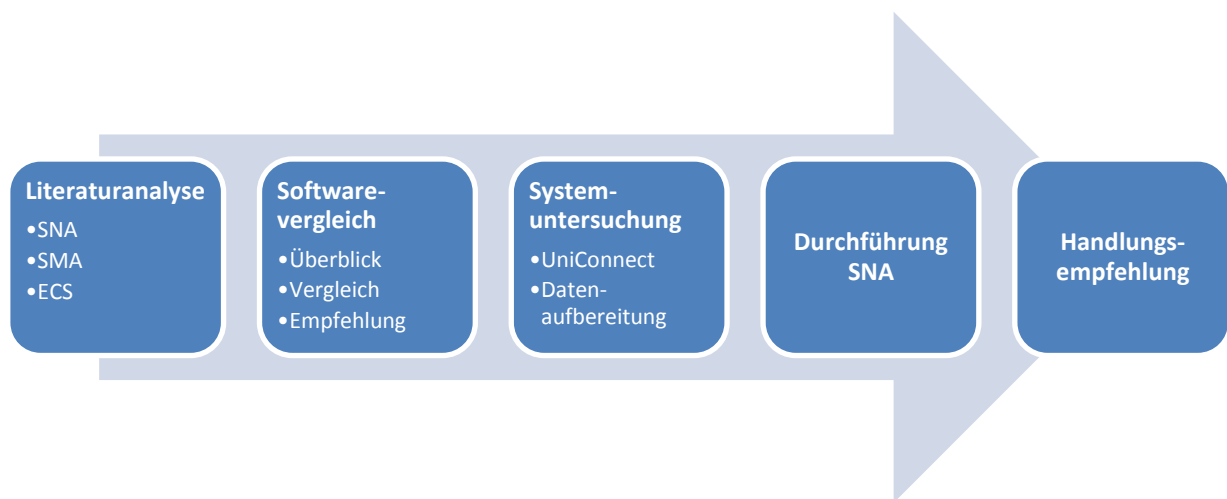 Literaturanalyse
•SNA
•SMA
•ECS
Software-
vergleich
•Überblick
•Vergleich
•Empfehlung
System-
untersuchung
•UniConnect
•Daten-
aufbereitung
Durchführung
SNA
Handlungs-
empfehlung